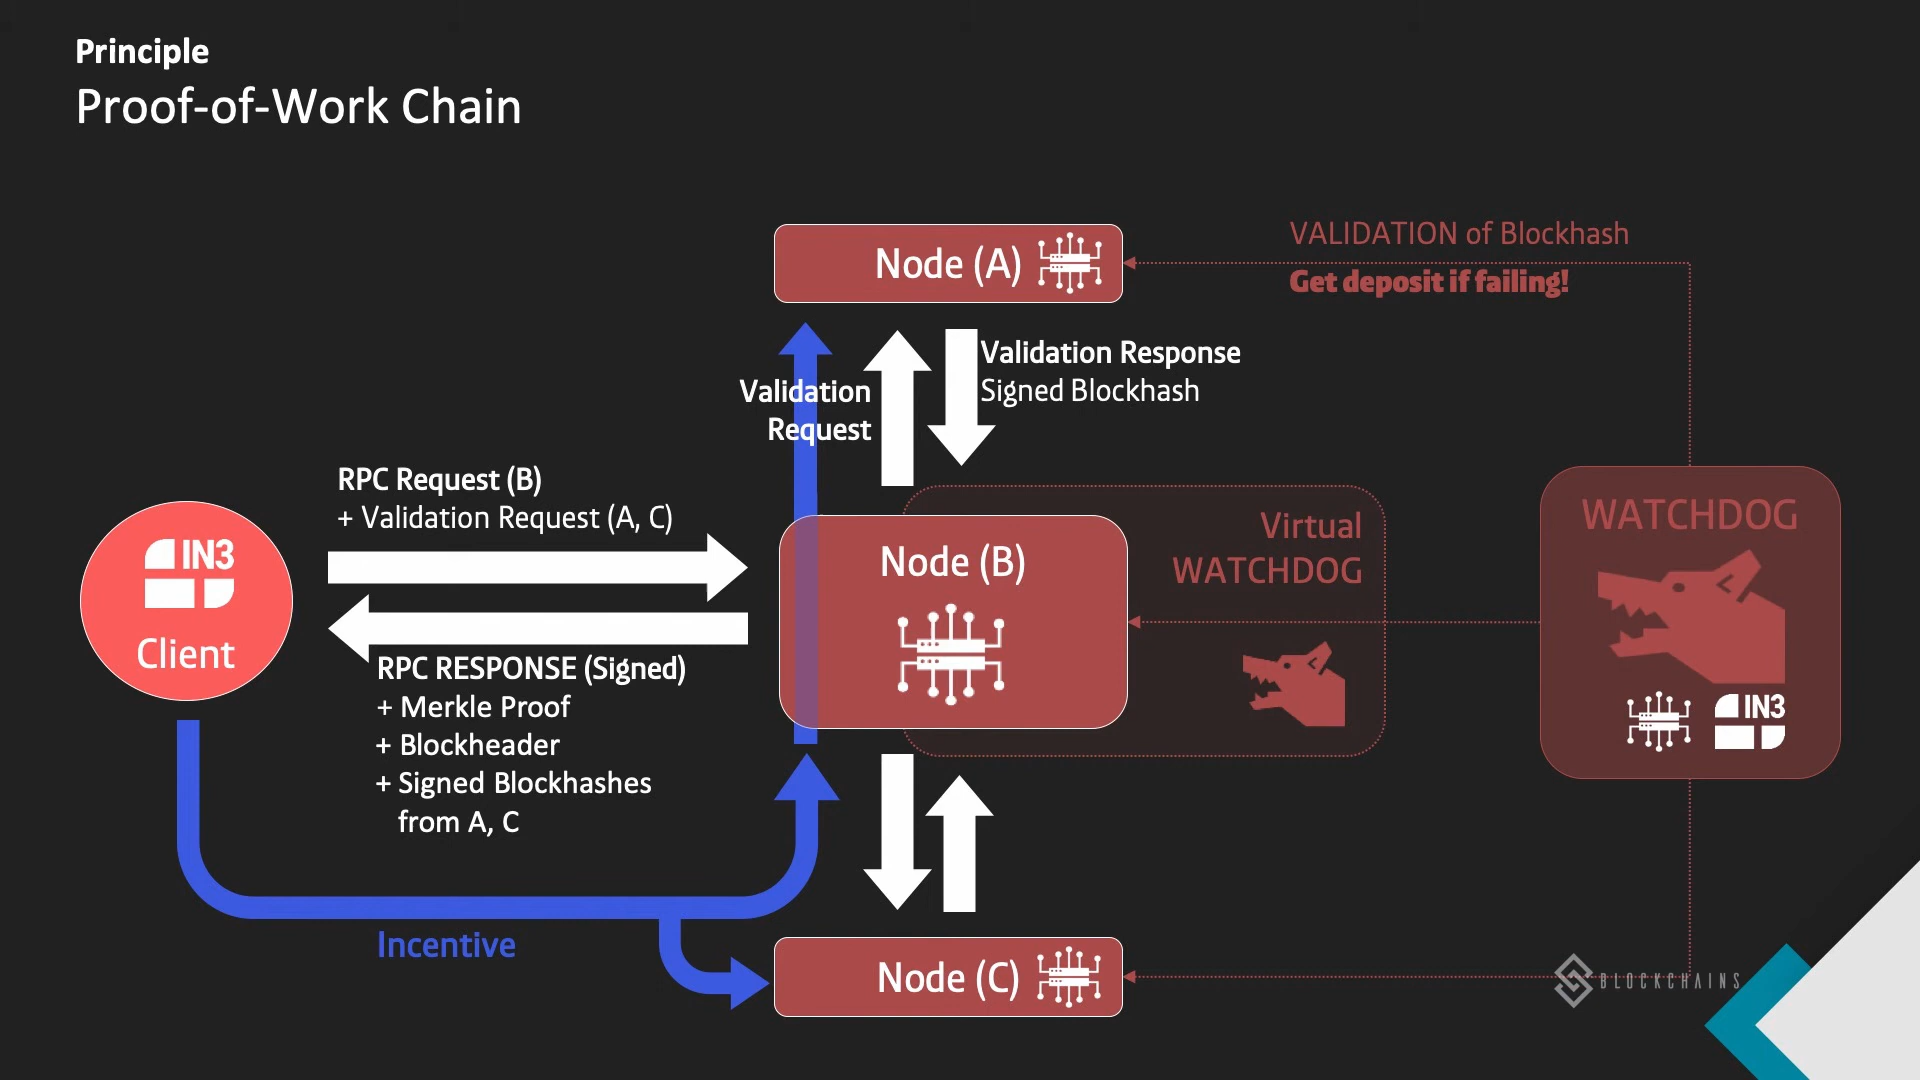 Principle
Proof-of-Work Chain
Node (A)
VALIDATION of Blockhash
Get deposit if failing!
Validation
Request
Validation Response
Signed Blockhash
RPC Request (B)
+ Validation Request (A, C)
IN3
Client
RPC RESPONSE (Signed)
+ Merkle Proof
+ Blockheader
+ Signed Blockhashes
from A, C
Node (B)
Virtual
WATCHDOG
WATCHDOG
IN3
Incentive
Node (C)
BLOCKCHAINS